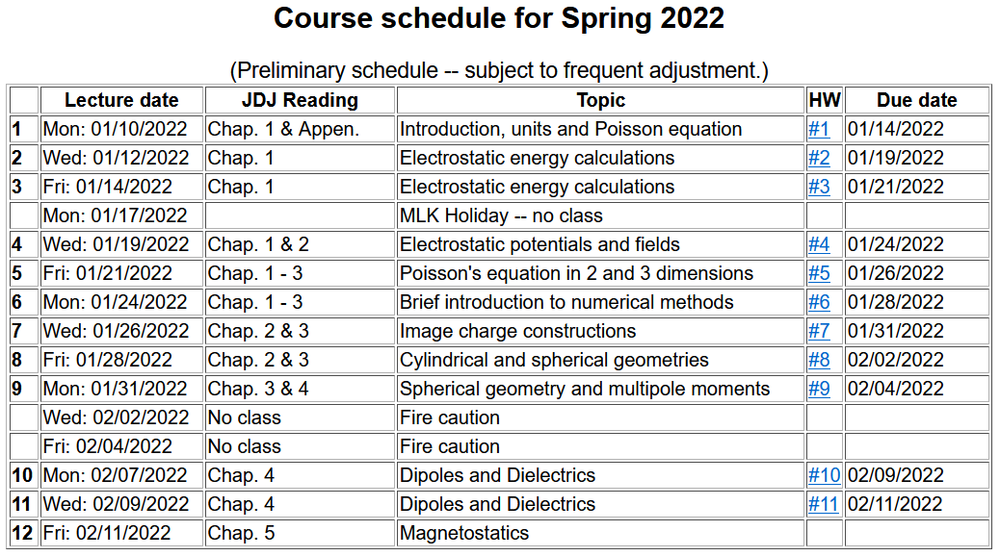 Course schedule for Spring 2022
(Preliminary schedule -- subject to frequent adjustment.)
Lecture date JDJ Reading Topic HW Due date
1 Mon: 01/10/2022 Chap. 1 & Appen. Introduction, units and Poisson equation #1 01/14/2022
2 Wed: 01/12/2022 Chap. 1 Electrostatic energy calculations #2 01/19/2022
3 Fri: 01/14/2022 Chap. 1 Electrostatic energy calculations #3 01/21/2022
Mon: 01/17/2022 MLK Holiday -- no class
4 Wed: 01/19/2022 Chap. 1 & 2 Electrostatic potentials and fields #4 01/24/2022
5 Fri: 01/21/2022 Chap. 1 - 3 Poisson's equation in 2 and 3 dimensions #5 01/26/2022
6 Mon: 01/24/2022 Chap. 1 - 3 Brief introduction to numerical methods #6 01/28/2022
7 Wed: 01/26/2022 Chap. 2 & 3 Image charge constructions #7 01/31/2022
8 Fri: 01/28/2022 Chap. 2 & 3 Cylindrical and spherical geometries #8 02/02/2022
9 Mon: 01/31/2022 Chap. 3 & 4 Spherical geometry and multipole moments #9 02/04/2022
Wed: 02/02/2022 No class Fire caution
Fri: 02/04/2022 No class Fire caution
10 Mon: 02/07/2022 Chap. 4 Dipoles and Dielectrics #10 02/09/2022
11 Wed: 02/09/2022 Chap. 4 Dipoles and Dielectrics #11 02/11/2022
12 Fri: 02/11/2022 Chap. 5 Magnetostatics